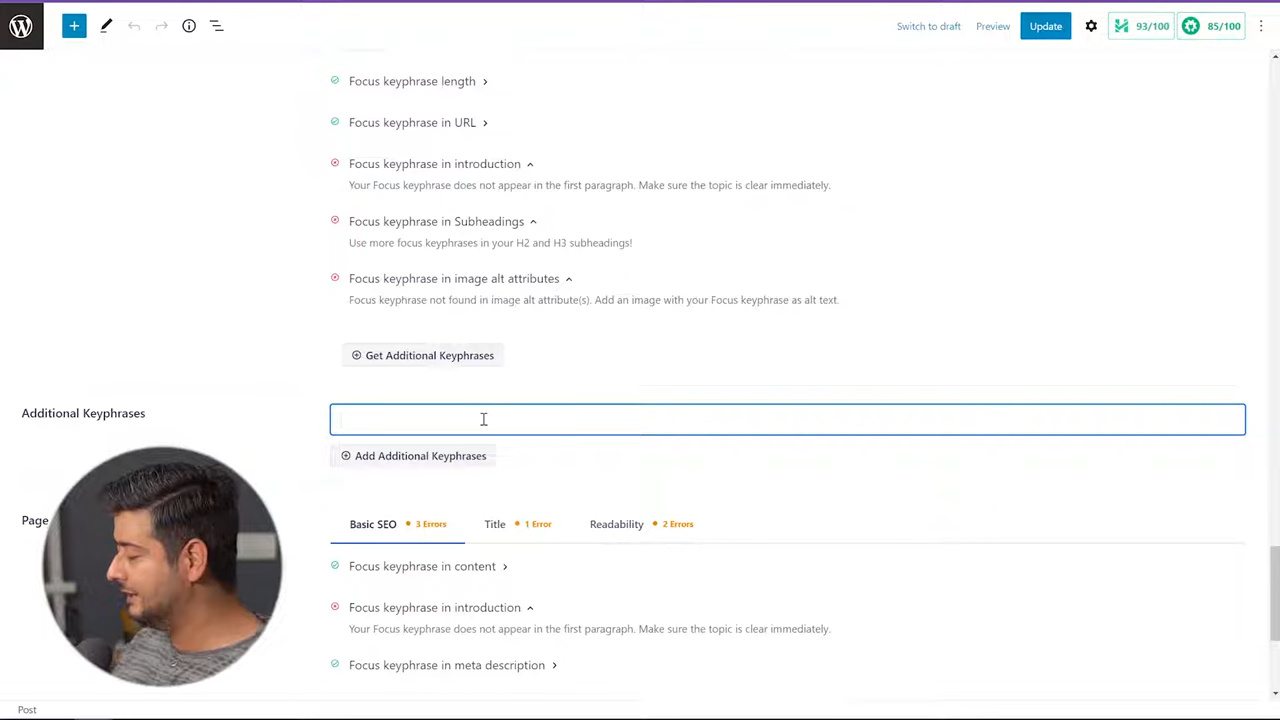 Switch to draft Preview Update 93/100 85/100
Focus keyphrase length
Focus keyphrase in URL
Focus keyphrase in introduction
Your Focus keyphrase does not appear in the first paragraph. Make sure the topic is clear immediately.
Focus keyphrase in Subheadings
Use more focus keyphrases in your H2 and H3 subheadings!
Focus keyphrase in image alt attributes
Focus keyphrase not found in image alt attribute(s). Add an image with your Focus keyphrase as alt text.
Get Additional Keyphrases
Additional Keyphrases
Add Additional Keyphrases
Page
Basic SEO 3 Errors Title 1 Error Readability 2 Errors
Focus keyphrase in content
Focus keyphrase in introduction
Your Focus keyphrase does not appear in the first paragraph. Make sure the topic is clear immediately.
Focus keyphrase in meta description
Post